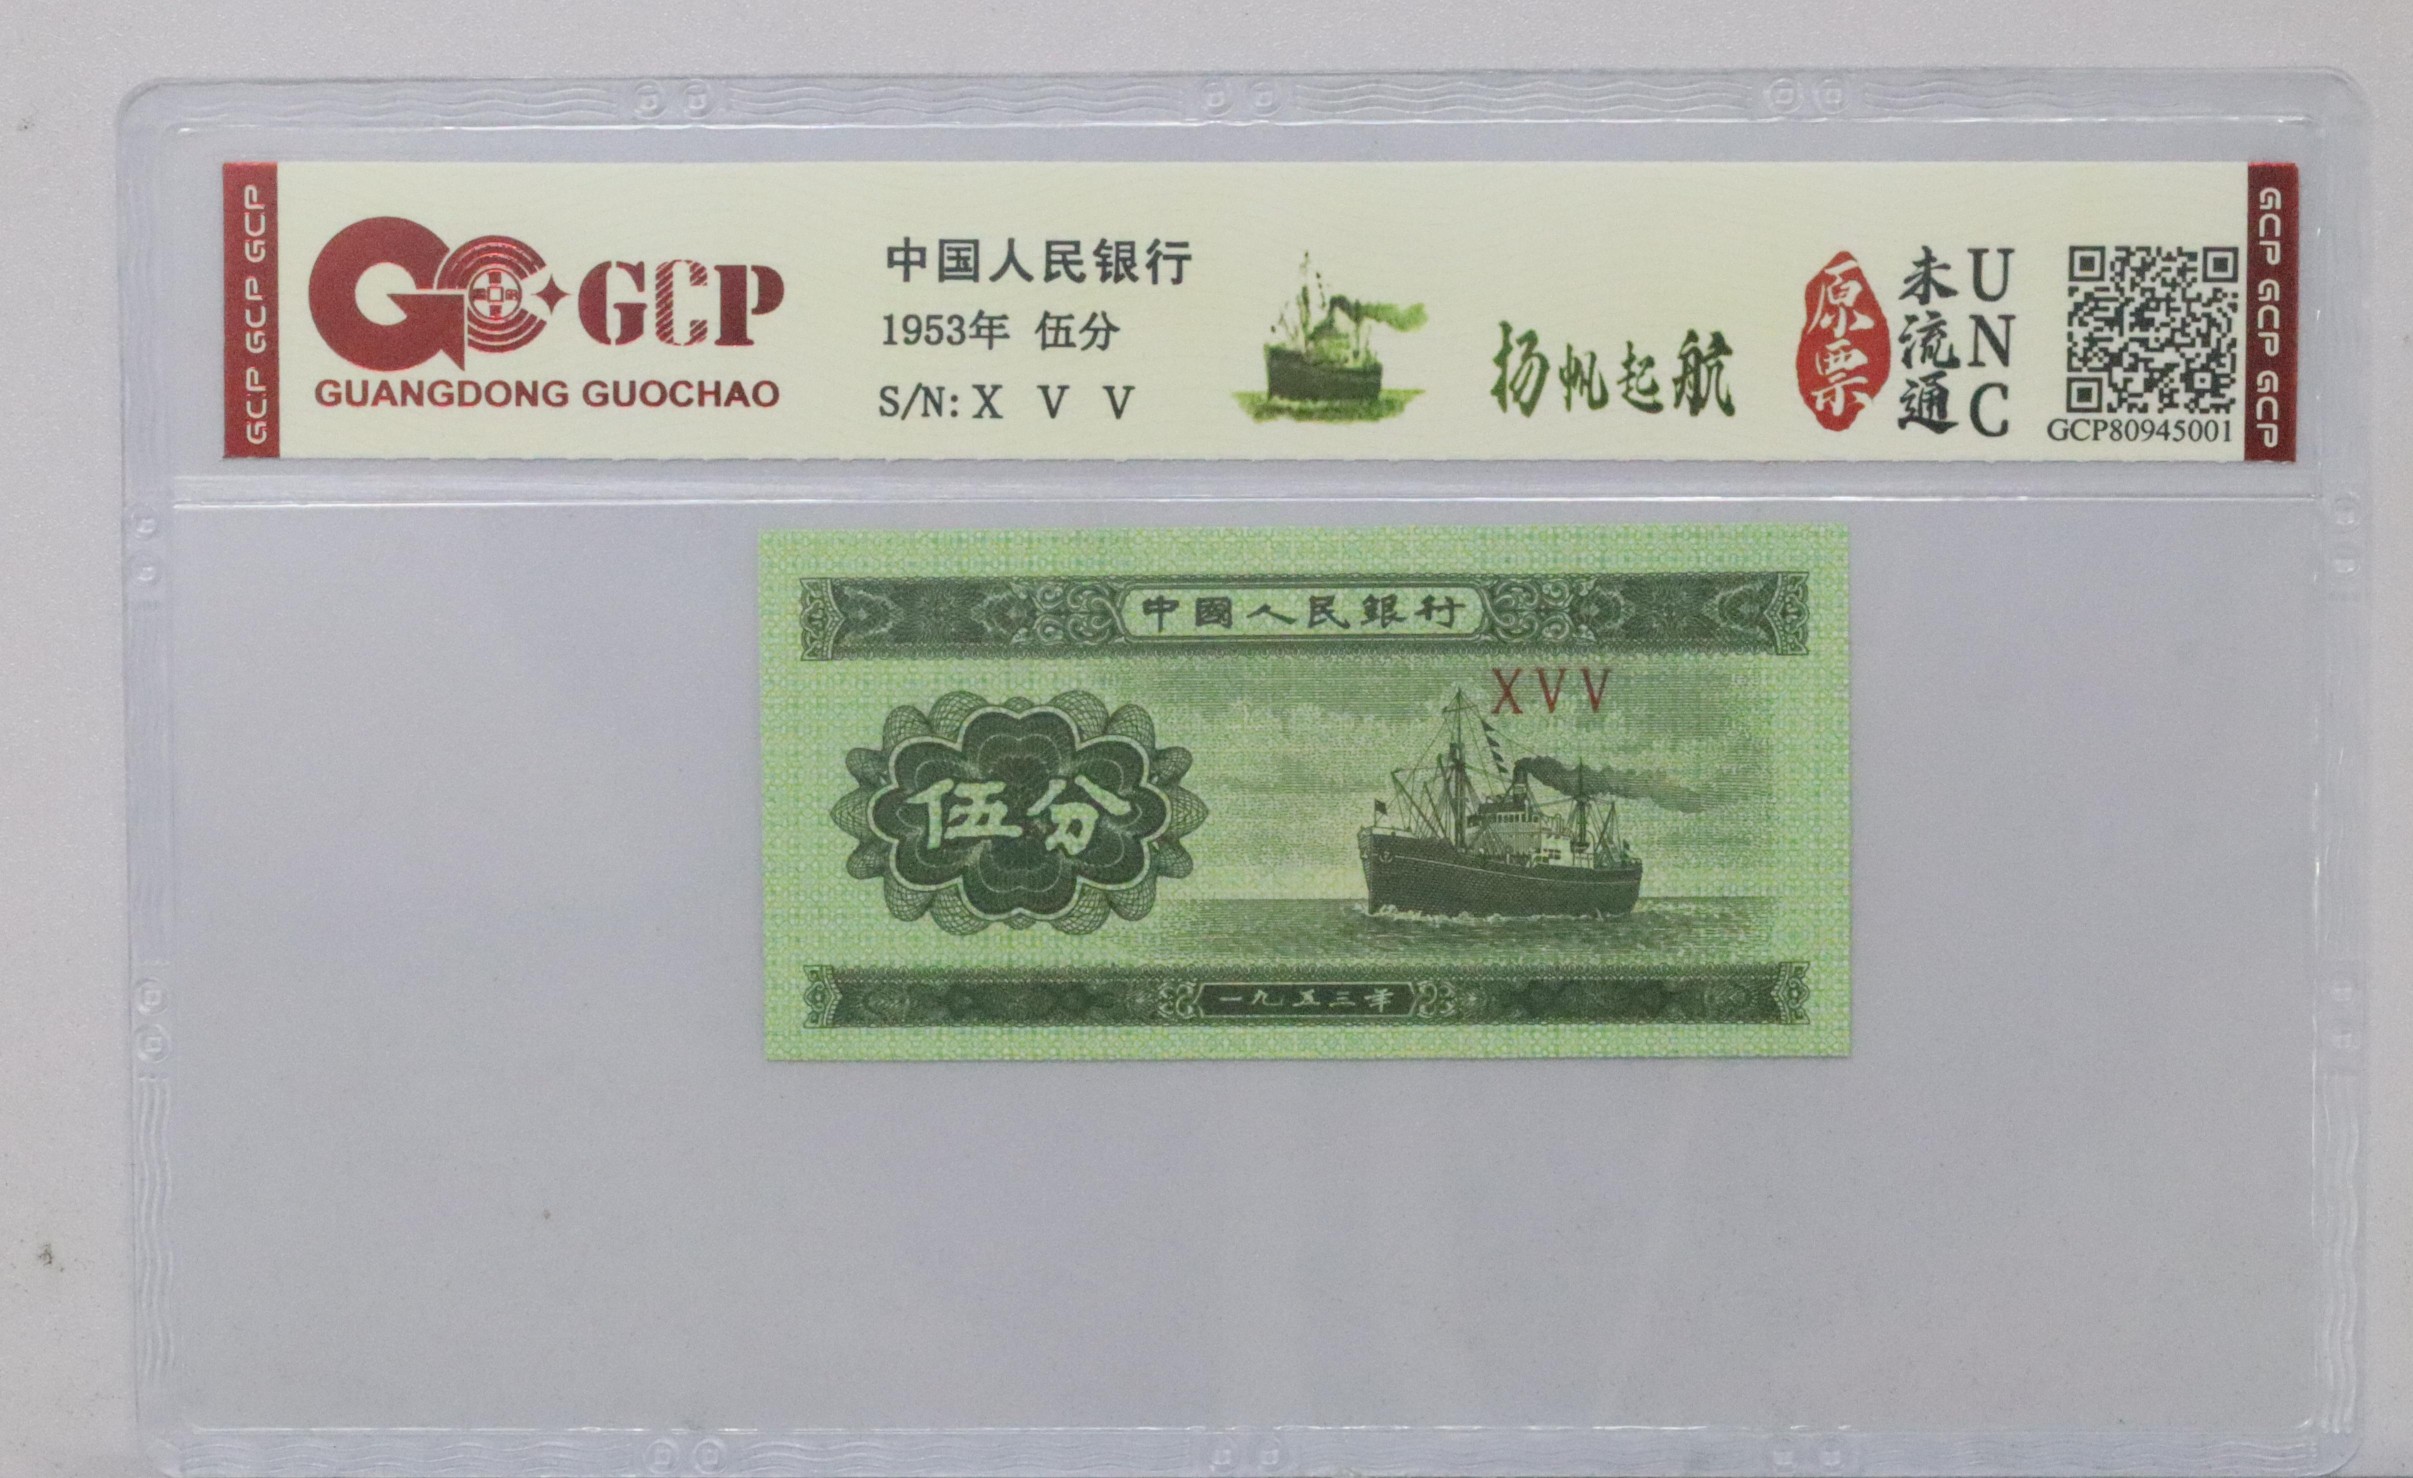 GCP GCP GCP GCP
GCP
GUANGDONG GUOCHAO
中国人民银行
1953年 伍分
S/N: X V V
扬帆起航
原票
未流通
UNC
GCP80945001
GCP GCP GCP GCP
中國人民銀行
XVV
伍分
一九五三年